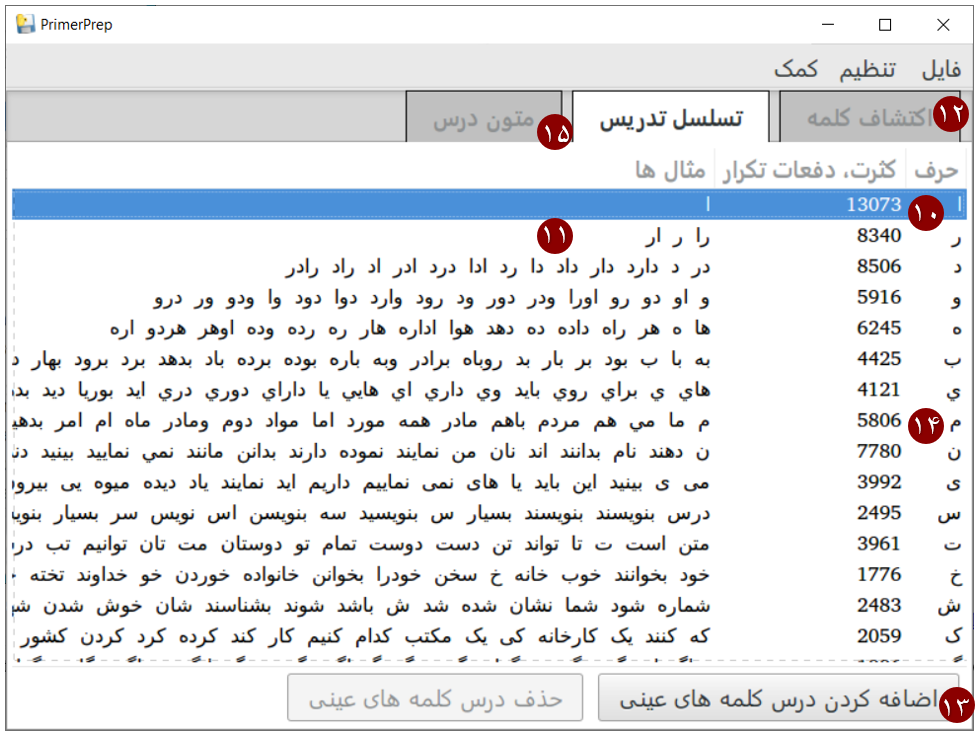 PrimerPrep
فایل تنظیم کمک
اکتشاف کلمه ۱۲ تسلسل تدریس ۱۵ متون درس
حرف کثرت، دفعات تکرار مثال ها
ا 13073 ا ۱۰
ر 8340 را ر ار ۱۱
د 8506 در د دارد دار داد دا رد ادا درد ادر اد راد رادر
و 5916 و او دو رو اورا ودر دور ود رود وارد دوا دود وا ودو ور درو
ه 6245 ها ه هر راه داده ده دهد هوا اداره هار ره رده وده اوهر هردو اره
ب 4425 به با ب بود بر بار بد روباه برادر وبه باره بوده برده باد بدهد برد برود بهار
ي 4121 هاي ي براي روي بايد وي داري اي هايي يا داراي دوري دري ايد بوريا ديد
م 5806 م ما مي هم مردم باهم مادر همه مورد اما مواد دوم ومادر ماه ام امر ۱۴
ن 7780 ن دهند نام بدانند اند نان من نمايند نموده دارند بدانن مانند نمي نماييد بينيد
ی 3992 می ی بینید این باید یا های نمی نماییم داریم اید نمایند یاد دیده میوه یی
س 2495 درس بنویسند بنویسند بسیار س بنویسید سه بنویسن اس نویس سر بسیار
ت 3961 متن است ت تا تواند تن دست دوست تمام تو دوستان مت تان توانیم تب
خ 1776 خود بخوانند خوب خانه خ سخن خودرا بخوانن خانواده خوردن خو خداوند تخته
ش 2483 شماره شود شما نشان شده شد ش باشد شوند بشناسند شان خوش شدن
ک 2059 که کنند یک کارخانه کی یک مکتب کدام کنیم کار کند کرده کرد کردن کشور
اضافه کردن درس کلمه های عینی ۱۳ حذف درس کلمه های عینی